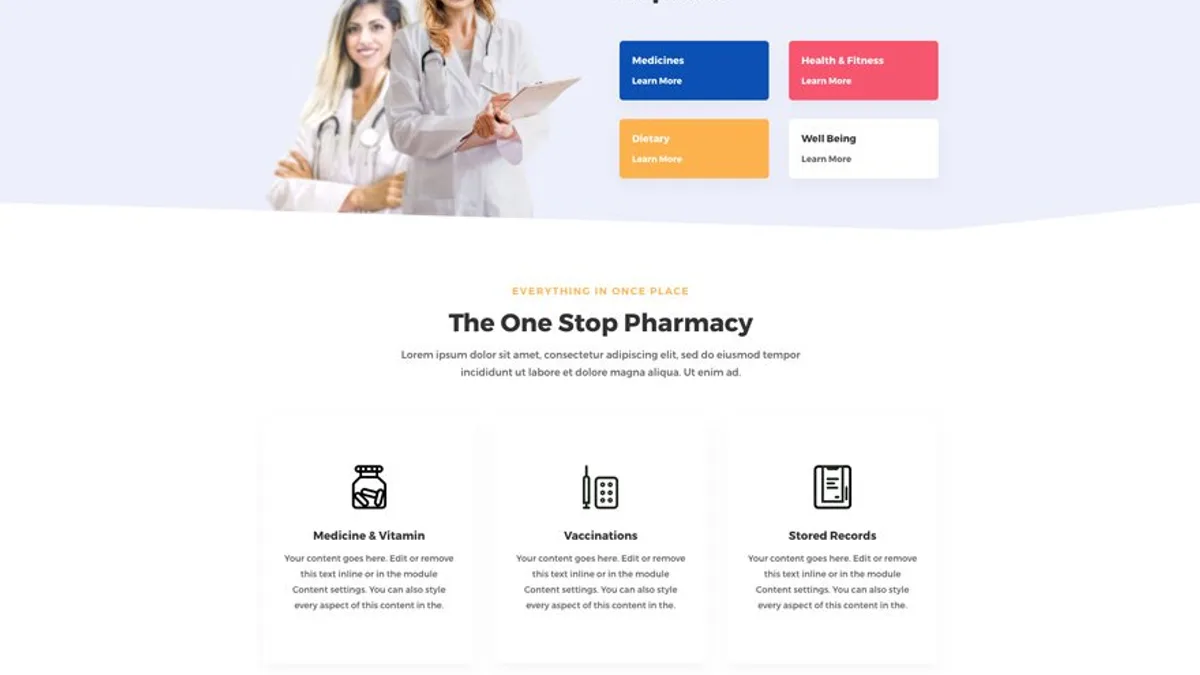 Medicines
Learn More
Health & Fitness
Learn More
Dietary
Learn More
Well Being
Learn More
EVERYTHING IN ONCE PLACE
The One Stop Pharmacy
Lorem ipsum dolor sit amet, consectetur adipiscing elit, sed do eiusmod tempor
incididunt ut labore et dolore magna aliqua. Ut enim ad.
Medicine & Vitamin
Your content goes here. Edit or remove
this text inline or in the module
Content settings. You can also style
every aspect of this content in the.
Vaccinations
Your content goes here. Edit or remove
this text inline or in the module
Content settings. You can also style
every aspect of this content in the.
Stored Records
Your content goes here. Edit or remove
this text inline or in the module
Content settings. You can also style
every aspect of this content in the.